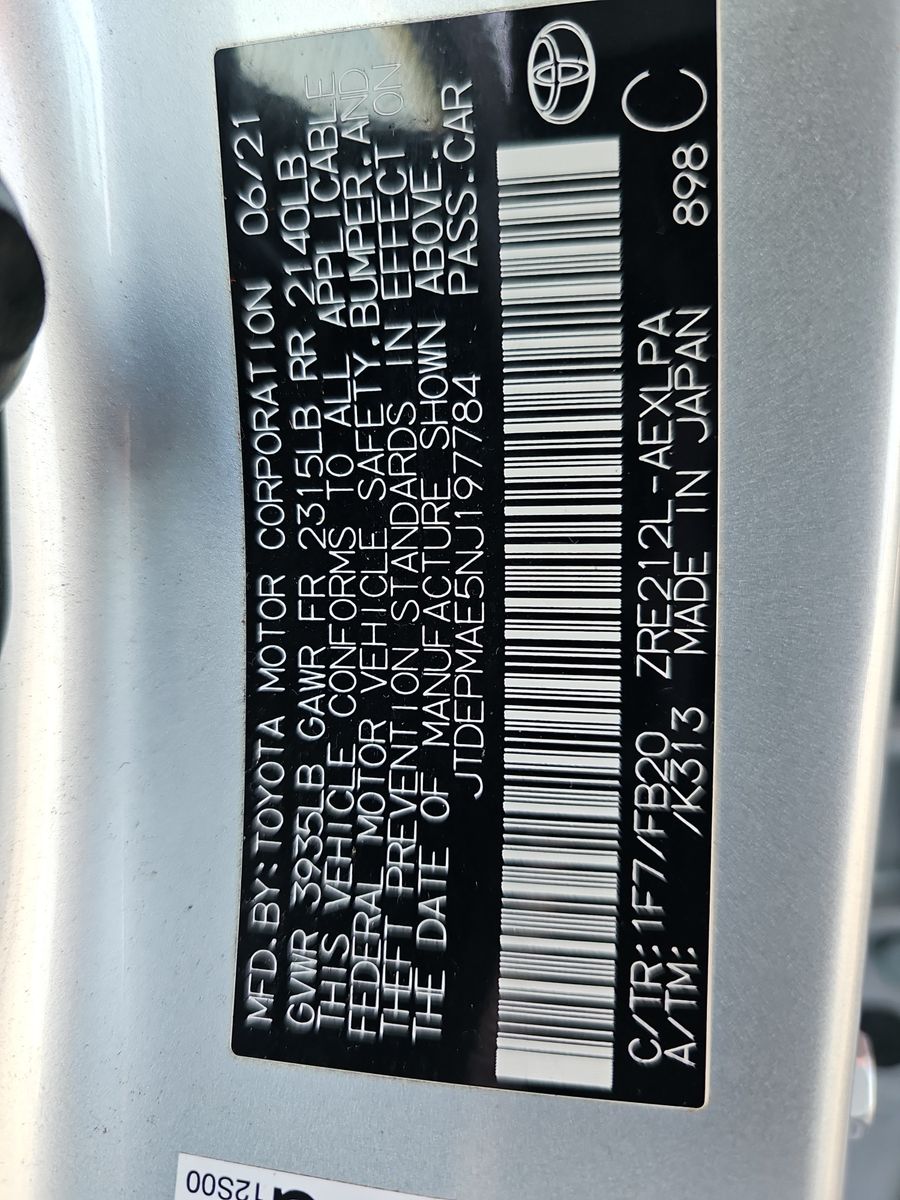 MFD.BY:TOYOTA MOTOR CORPORATION 06/21
GVWR 3935LB GAWR FR 2315LB RR 2140LB
THIS VEHICLE CONFORMS TO ALL APPLICABLE
FEDERAL MOTOR VEHICLE SAFETY.BUMPER.AND
THEFT PREVENTION STANDARDS IN EFFECT ON
THE DATE OF MANUFACTURE SHOWN ABOVE.
JTDEPMAE5NJ197784 PASS.CAR
C/TR:1F7/FB20 ZRE212L-AEXLPA C
A/TM: /K313 MADE IN JAPAN 898
12S00